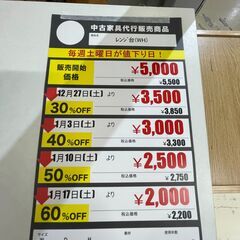 中古家具代行販売商品
レンジ台(WH)
毎週土曜日が値下り日!
販売開始価格 ¥5,000
税込価格 ¥5,500
12月27日(土)より 30%OFF ¥3,500
税込価格 ¥3,850
1月3日(土)より 40%OFF ¥3,000
税込価格 ¥3,300
1月10日(土)より 50%OFF ¥2,500
税込価格 ¥2,750
1月17日(土)より 60%OFF ¥2,000
税込価格 ¥2,200
サイズ